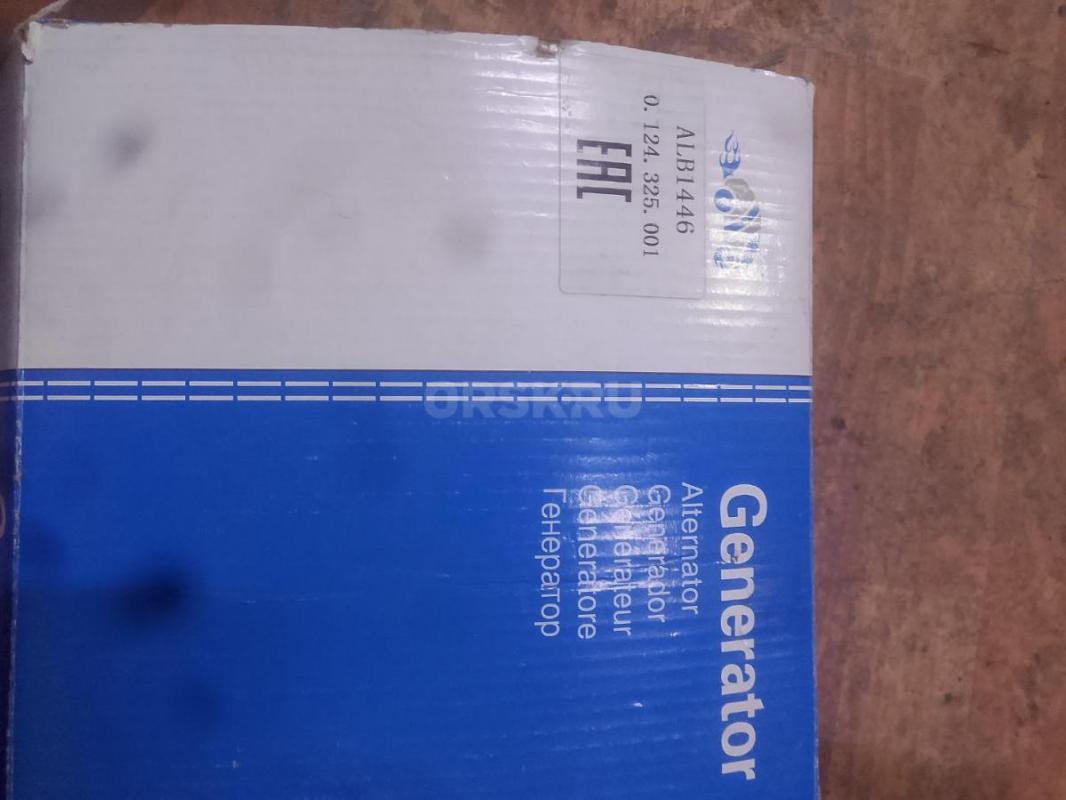 ALB1446
0. 124. 325. 001
EAC
Generator
Alternator
Generador
Générateur
Generatore
Генератор
ORSK.RU